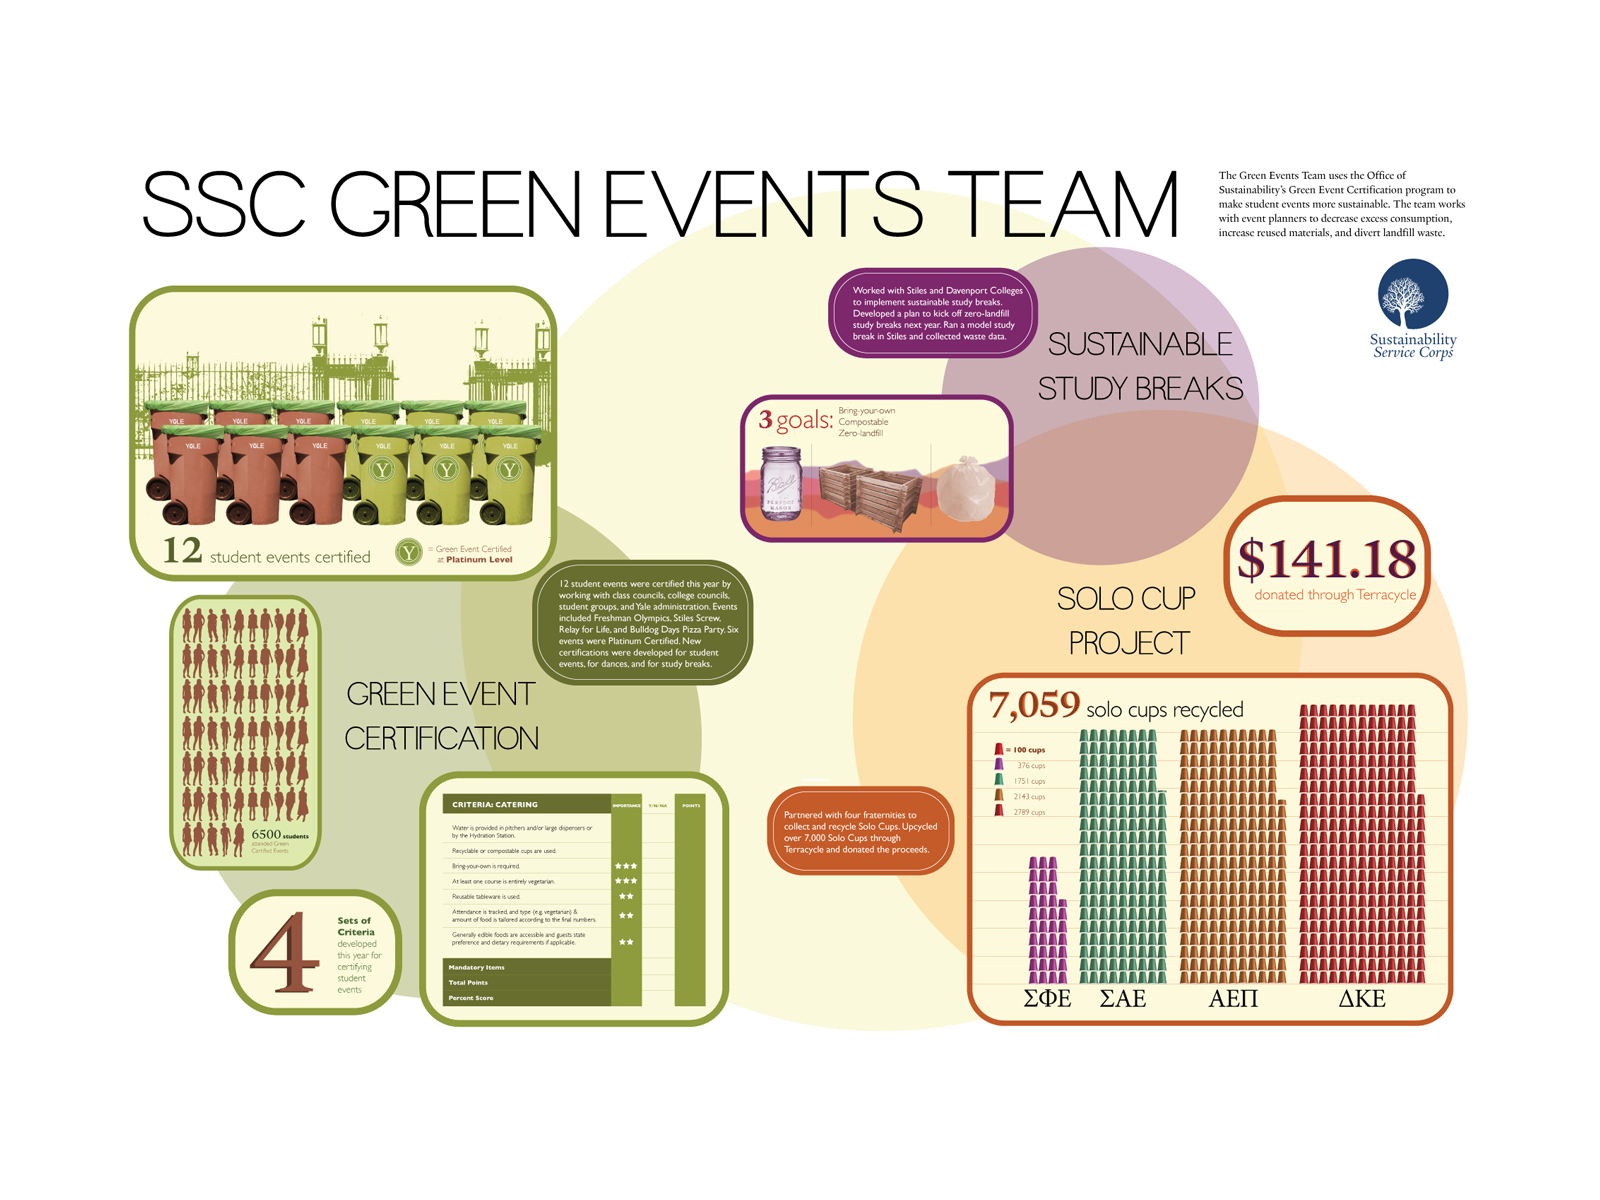 SSC GREEN EVENTS TEAM
The Green Events Team uses the Office of
Sustainability's Green Event Certification program to
make student events more sustainable. The team works
with event planners to decrease excess consumption,
increase reused materials, and divert landfill waste.
Sustainability
Service Corps
Worked with Stiles and Davenport Colleges
to implement sustainable study breaks.
Developed a plan to kick off zero-landfill
study breaks next year. Ran a model study
break in Stiles and collected waste data.
SUSTAINABLE
STUDY BREAKS
3 goals:
Bring-your-own
Compostable
Zero-landfill
Ball
PERFECT
MASON
YALE YALE YALE YALE YALE YALE
YALE YALE YALE YALE YALE YALE
Y Y Y
12 student events certified
Y = Green Event Certified
at Platinum Level
12 student events were certified this year by
working with class councils, college councils,
student groups, and Yale administration. Events
included Freshman Olympics, Stiles Screw,
Relay for Life, and Bulldog Days Pizza Party. Six
events were Platinum Certified. New
certifications were developed for student
events, for dances, and for study breaks.
GREEN EVENT
CERTIFICATION
6500 students
attended Green
Certified Events
4
Sets of
Criteria
developed
this year for
certifying
student
events
CRITERIA: CATERING IMPORTANCE Y/N/NA POINTS
Water is provided in pitchers and/or large dispensers or
by the Hydration Station.
Recyclable or compostable cups are used.
Bring-your-own is required.
At least one course is entirely vegetarian.
Reusable tableware is used.
Attendance is tracked, and type (e.g. vegetarian) &
amount of food is tailored according to the final numbers.
Generally edible foods are accessible and guests state
preference and dietary requirements if applicable.
Mandatory Items
Total Points
Percent Score
SOLO CUP
PROJECT
$141.18
donated through Terracycle
Partnered with four fraternities to
collect and recycle Solo Cups. Upcycled
over 7,000 Solo Cups through
Terracycle and donated the proceeds.
7,059 solo cups recycled
= 100 cups
376 cups
1751 cups
2143 cups
2789 cups
ΣΦΕ ΣΑΕ ΑΕΠ ΔΚΕ